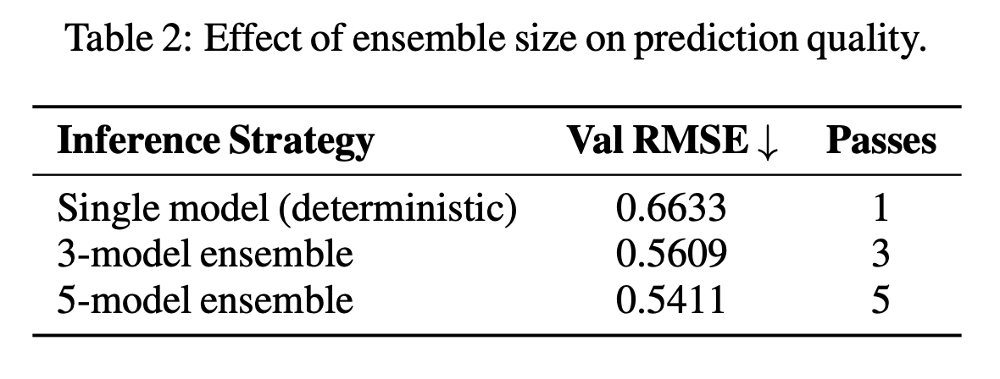 Table 2: Effect of ensemble size on prediction quality.
Inference Strategy Val RMSE ↓ Passes
Single model (deterministic) 0.6633 1
3-model ensemble 0.5609 3
5-model ensemble 0.5411 5